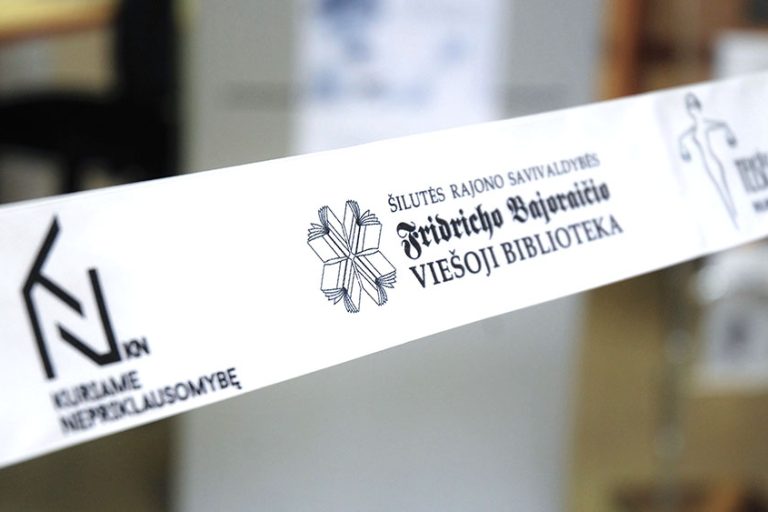 KN
KURIAME
NEPRIKLAUSOMYBĘ
ŠILUTĖS RAJONO SAVIVALDYBĖS
Fridricho Bajoraičio
VIEŠOJI BIBLIOTEKA